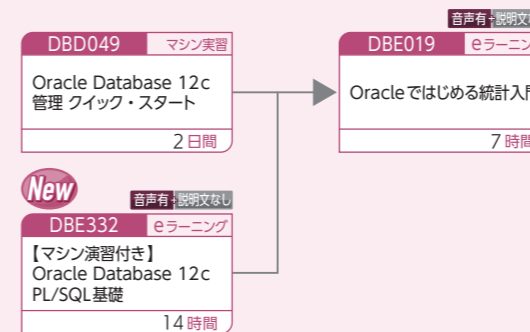 DBD049 マシン実習
Oracle Database 12c
管理 クイック・スタート
2日間
音声有 説明文な
DBE019 eラーニン
Oracleではじめる統計入門
7時間
New
音声有 説明文なし
DBE332 eラーニング
【マシン演習付き】
Oracle Database 12c
PL/SQL基礎
14時間